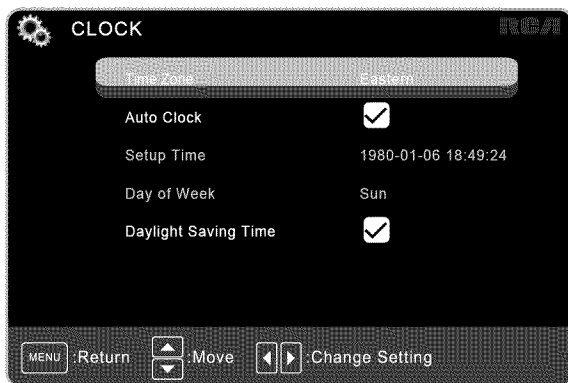 CLOCK RCA
Time Zone Eastern
Auto Clock
Setup Time 1980-01-06 18:49:24
Day of Week Sun
Daylight Saving Time
MENU :Return :Move :Change Setting